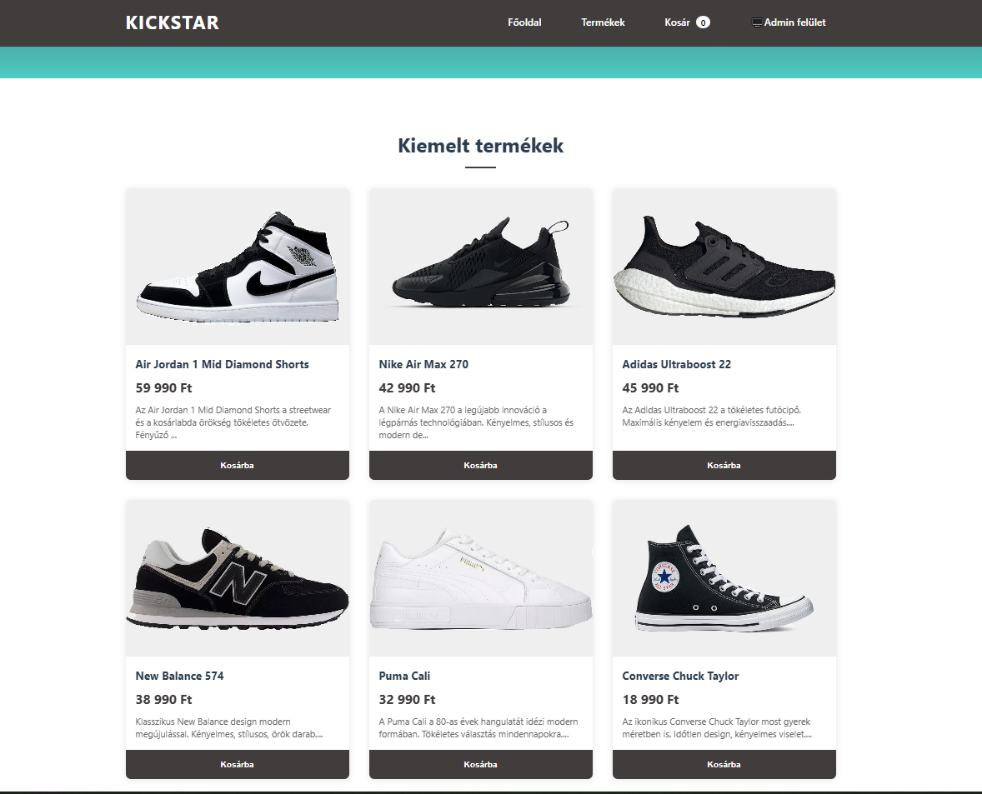 KICKSTAR
Főoldal
Termékek
Kosár 0
Admin felület
Kiemelt termékek
Air Jordan 1 Mid Diamond Shorts
59 990 Ft
Az Air Jordan 1 Mid Diamond Shorts a streetwear
és a kosárlabda örökség tökéletes ötvözete.
Fényűző ...
Kosárba
Nike Air Max 270
42 990 Ft
A Nike Air Max 270 a legújabb innováció a
légpárnás technológiában. Kényelmes, stílusos és
modern de...
Kosárba
Adidas Ultraboost 22
45 990 Ft
Az Adidas Ultraboost 22 a tökéletes futócipő.
Maximális kényelem és energiavisszaadás....
Kosárba
New Balance 574
38 990 Ft
Klasszikus New Balance design modern
megújulással. Kényelmes, stílusos, örök darab....
Kosárba
Puma Cali
32 990 Ft
A Puma Cali a 80-as évek hangulatát idézi modern
formában. Tökéletes választás mindennapokra....
Kosárba
Converse Chuck Taylor
18 990 Ft
Az ikonikus Converse Chuck Taylor most gyerek
méretben is. Időtlen design, kényelmes viselet....
Kosárba